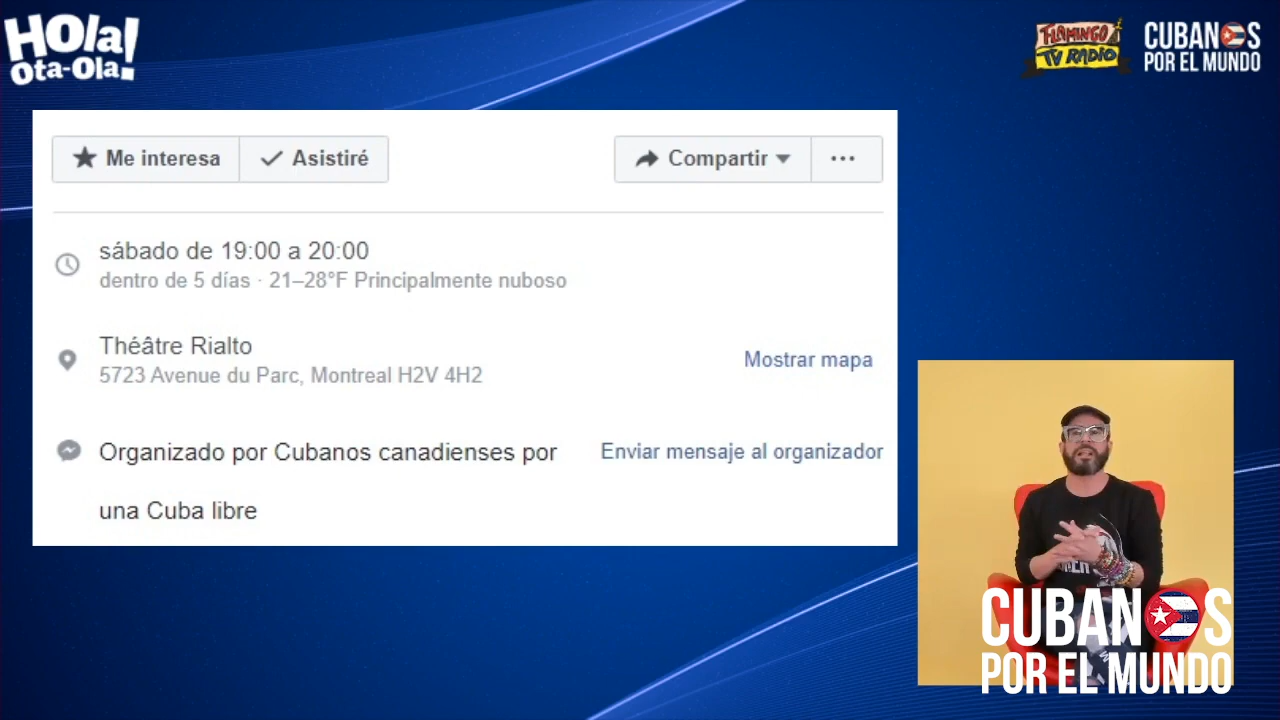 HOla!
Ota-Ola!
FLAMINGO
TV RADIO
CUBANOS
POR EL MUNDO
Me interesa
Asistiré
Compartir
sábado de 19:00 a 20:00
dentro de 5 días · 21–28°F Principalmente nuboso
Théâtre Rialto
5723 Avenue du Parc, Montreal H2V 4H2
Mostrar mapa
Organizado por Cubanos canadienses por
una Cuba libre
Enviar mensaje al organizador
CUBANOS
POR EL MUNDO